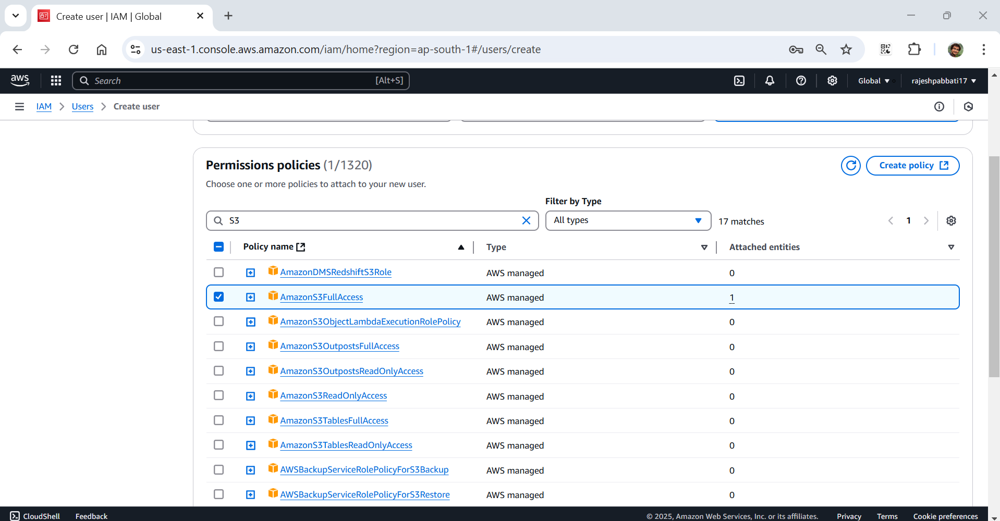 Create user | IAM | Global
us-east-1.console.aws.amazon.com/iam/home?region=ap-south-1#/users/create
aws
Search [Alt+S]
Global
rajeshpabbati17
IAM > Users > Create user
Permissions policies (1/1320)
Create policy
Choose one or more policies to attach to your new user.
Filter by Type
S3
All types
17 matches
1
Policy name Type Attached entities
AmazonDMSRedshiftS3Role AWS managed 0
AmazonS3FullAccess AWS managed 1
AmazonS3ObjectLambdaExecutionRolePolicy AWS managed 0
AmazonS3OutpostsFullAccess AWS managed 0
AmazonS3OutpostsReadOnlyAccess AWS managed 0
AmazonS3ReadOnlyAccess AWS managed 0
AmazonS3TablesFullAccess AWS managed 0
AmazonS3TablesReadOnlyAccess AWS managed 0
AWSBackupServiceRolePolicyForS3Backup AWS managed 0
AWSBackupServiceRolePolicyForS3Restore AWS managed 0
CloudShell Feedback © 2025, Amazon Web Services, Inc. or its affiliates. Privacy Terms Cookie preferences